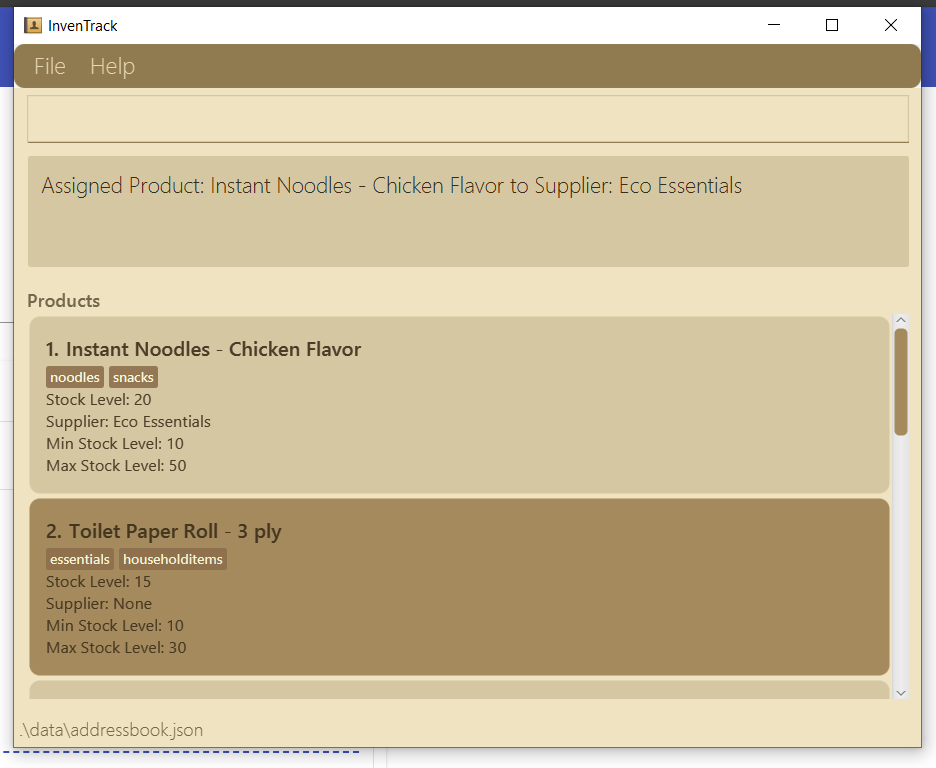 InvenTrack
File Help
Assigned Product: Instant Noodles - Chicken Flavor to Supplier: Eco Essentials
Products
1. Instant Noodles - Chicken Flavor
noodles snacks
Stock Level: 20
Supplier: Eco Essentials
Min Stock Level: 10
Max Stock Level: 50
2. Toilet Paper Roll - 3 ply
essentials householditems
Stock Level: 15
Supplier: None
Min Stock Level: 10
Max Stock Level: 30
.\data\addressbook.json